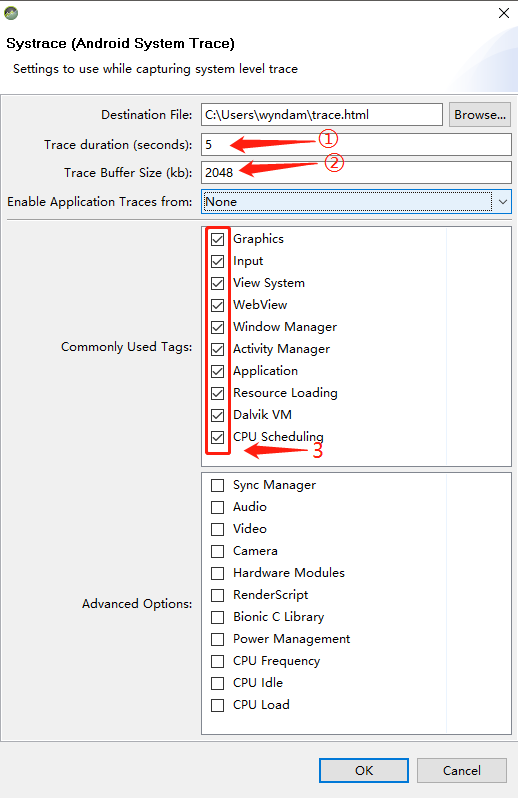 Systrace (Android System Trace)
Settings to use while capturing system level trace
Destination File: C:\Users\wyndam\trace.html Browse...
Trace duration (seconds): 5 ①
Trace Buffer Size (kb): 2048 ②
Enable Application Traces from: None
Commonly Used Tags:
Graphics
Input
View System
WebView
Window Manager
Activity Manager
Application
Resource Loading
Dalvik VM
CPU Scheduling
3
Advanced Options:
Sync Manager
Audio
Video
Camera
Hardware Modules
RenderScript
Bionic C Library
Power Management
CPU Frequency
CPU Idle
CPU Load
OK Cancel